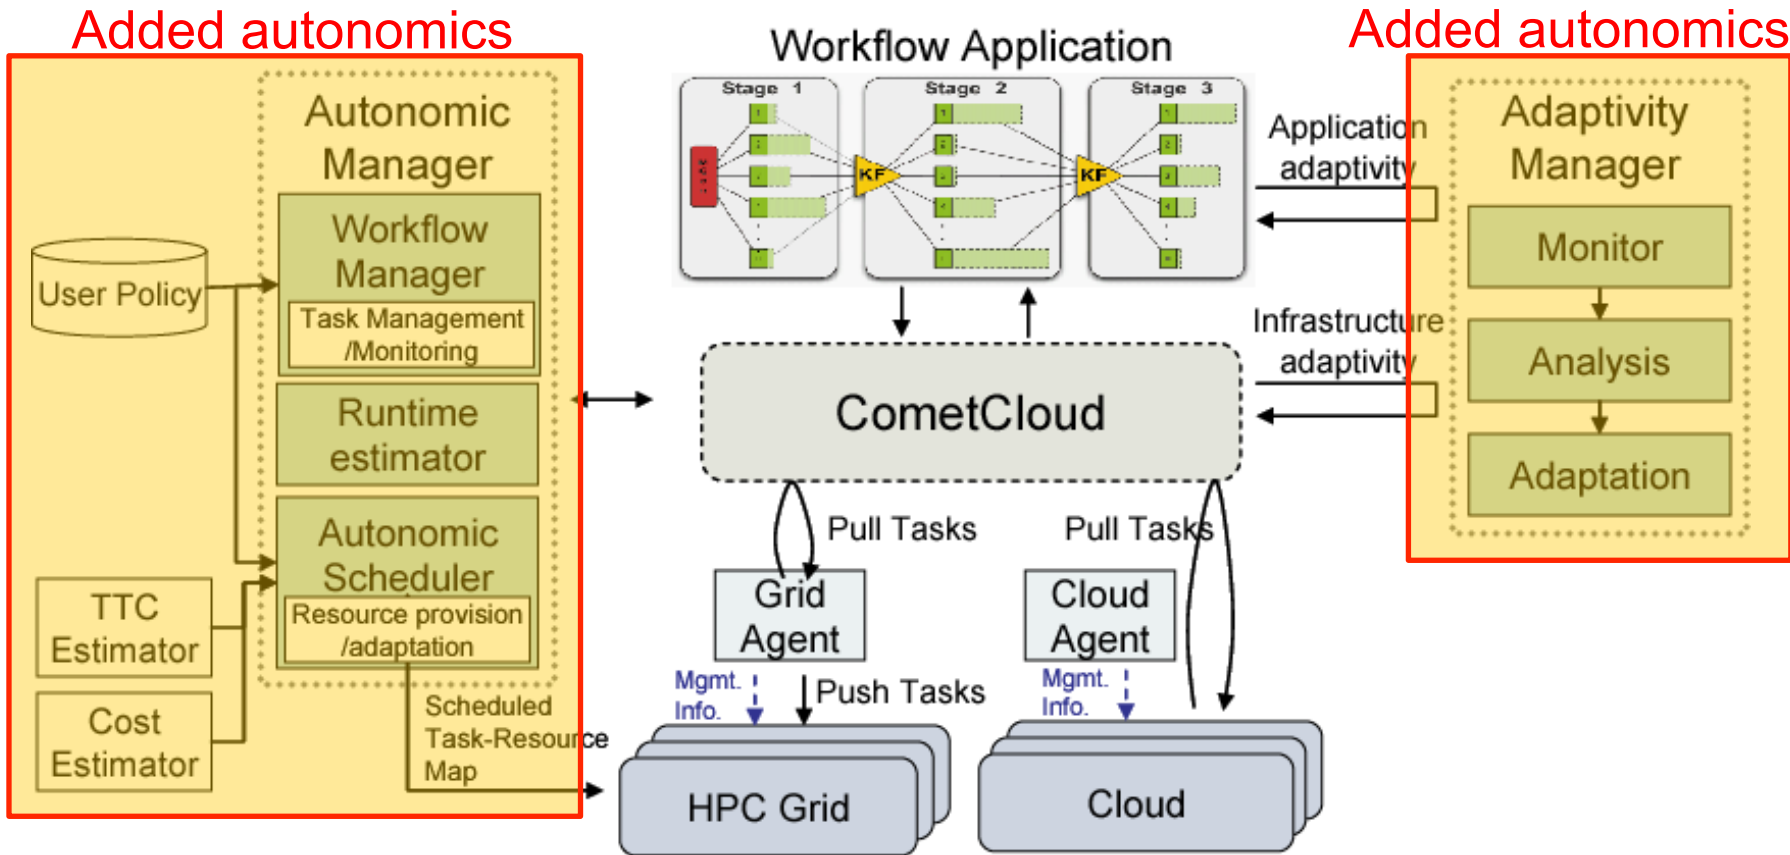 Added autonomics
Autonomic
Manager
Workflow
Manager
Task Management
/Monitoring
User Policy
Runtime
estimator
Autonomic
Scheduler
Resource provision
/adaptation
TTC
Estimator
Cost
Estimator
Scheduled
Task-Resource
Map
Workflow Application
Stage 1
Stage 2
Stage 3
KF
KF
CometCloud
Pull Tasks
Pull Tasks
Grid
Agent
Cloud
Agent
Mgmt.
Info.
Push Tasks
Mgmt.
Info.
HPC Grid
Cloud
Application
adaptivity
Infrastructure
adaptivity
Added autonomics
Adaptivity
Manager
Monitor
Analysis
Adaptation